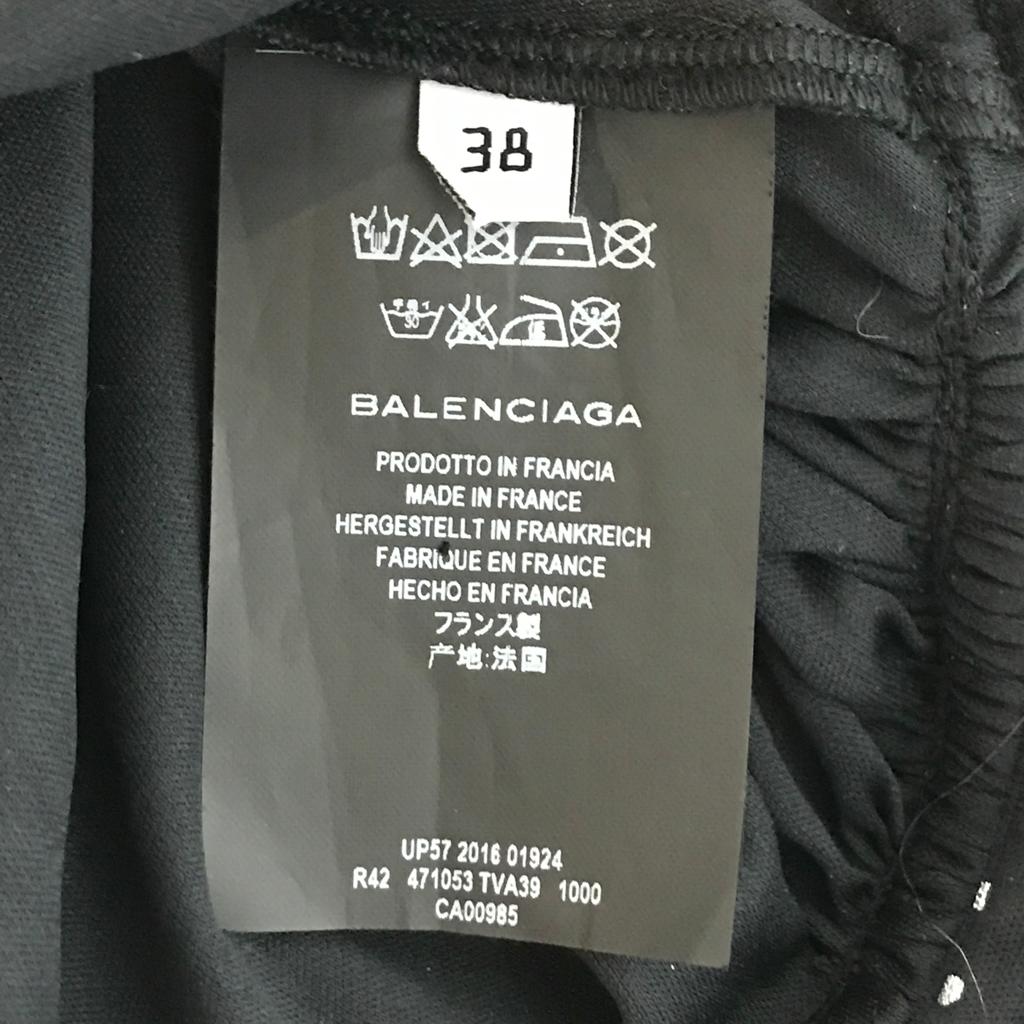 38
30
BALENCIAGA
PRODOTTO IN FRANCIA
MADE IN FRANCE
HERGESTELLT IN FRANKREICH
FABRIQUE EN FRANCE
HECHO EN FRANCIA
フランス製
产地:法国
UP57 2016 01924
R42 471053 TVA39 1000
CA00985